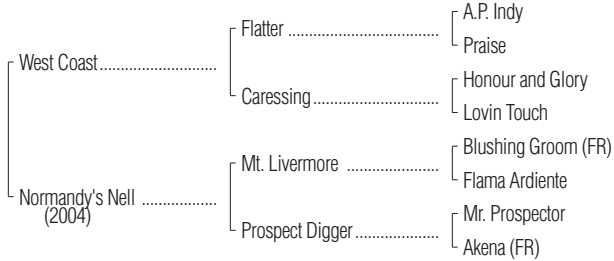 A.P. Indy
Flatter ..............................
Praise
West Coast..............................
Honour and Glory
Caressing..............................
Lovin Touch
Blushing Groom (FR)
Mt. Livermore ......................
Flama Ardiente
Normandy's Nell ..................
(2004)
Mr. Prospector
Prospect Digger....................
Akena (FR)